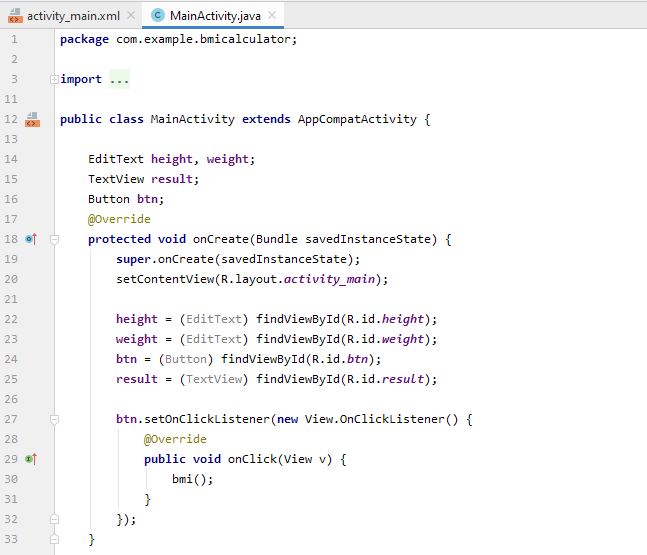 activity_main.xml MainActivity.java
1 package com.example.bmicalculator;
2
3 import ...
11
12 public class MainActivity extends AppCompatActivity {
13
14 EditText height, weight;
15 TextView result;
16 Button btn;
17 @Override
18 protected void onCreate(Bundle savedInstanceState) {
19 super.onCreate(savedInstanceState);
20 setContentView(R.layout.activity_main);
21
22 height = (EditText) findViewById(R.id.height);
23 weight = (EditText) findViewById(R.id.weight);
24 btn = (Button) findViewById(R.id.btn);
25 result = (TextView) findViewById(R.id.result);
26
27 btn.setOnClickListener(new View.OnClickListener() {
28 @Override
29 public void onClick(View v) {
30 bmi();
31 }
32 });
33 }